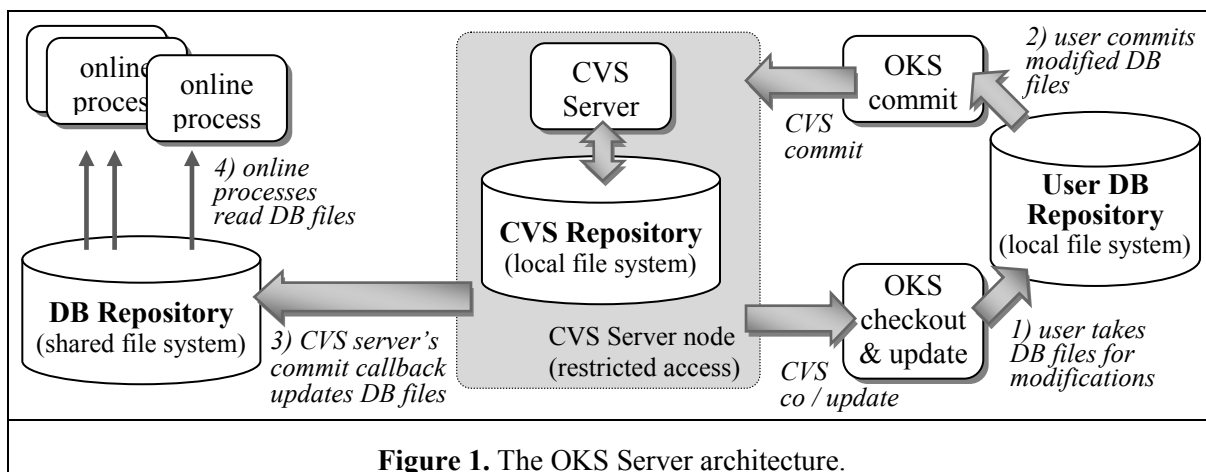 online
process
online
process
4) online
processes
read DB files
DB Repository
(shared file system)
3) CVS server's
commit callback
updates DB files
CVS
Server
CVS Repository
(local file system)
CVS Server node
(restricted access)
CVS
commit
OKS
commit
2) user commits
modified DB
files
User DB
Repository
(local file system)
OKS
checkout
& update
CVS
co / update
1) user takes
DB files for
modifications
Figure 1. The OKS Server architecture.